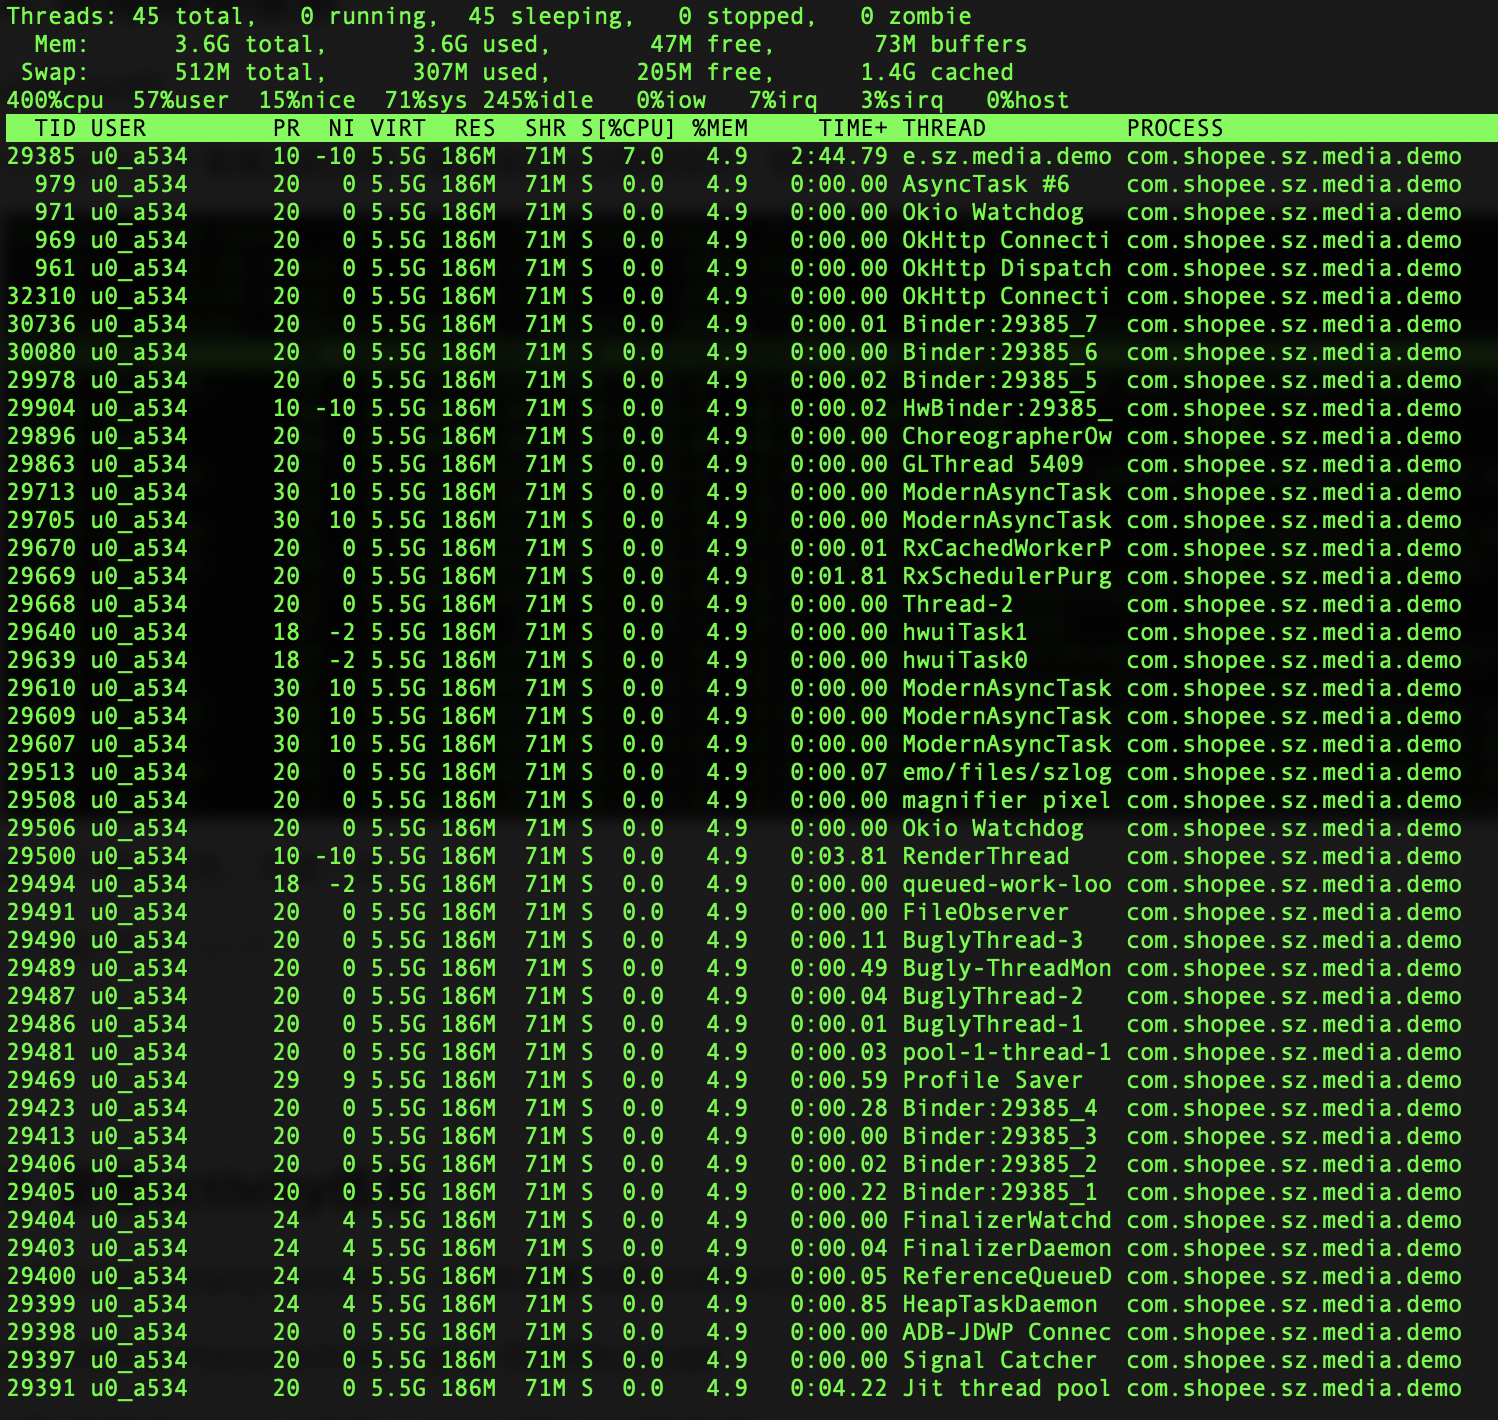 Threads: 45 total,   0 running,  45 sleeping,   0 stopped,   0 zombie
  Mem:      3.6G total,      3.6G used,       47M free,       73M buffers
 Swap:      512M total,      307M used,      205M free,      1.4G cached
400%cpu  57%user  15%nice  71%sys 245%idle   0%iow   7%irq   3%sirq   0%host
  TID USER         PR  NI VIRT  RES  SHR S[%CPU] %MEM     TIME+ THREAD          PROCESS
29385 u0_a534      10 -10 5.5G 186M  71M S  7.0   4.9   2:44.79 e.sz.media.demo com.shopee.sz.media.demo
  979 u0_a534      20   0 5.5G 186M  71M S  0.0   4.9   0:00.00 AsyncTask #6    com.shopee.sz.media.demo
  971 u0_a534      20   0 5.5G 186M  71M S  0.0   4.9   0:00.00 Okio Watchdog   com.shopee.sz.media.demo
  969 u0_a534      20   0 5.5G 186M  71M S  0.0   4.9   0:00.00 OkHttp Connecti com.shopee.sz.media.demo
  961 u0_a534      20   0 5.5G 186M  71M S  0.0   4.9   0:00.00 OkHttp Dispatch com.shopee.sz.media.demo
32310 u0_a534      20   0 5.5G 186M  71M S  0.0   4.9   0:00.00 OkHttp Connecti com.shopee.sz.media.demo
30736 u0_a534      20   0 5.5G 186M  71M S  0.0   4.9   0:00.01 Binder:29385_7  com.shopee.sz.media.demo
30080 u0_a534      20   0 5.5G 186M  71M S  0.0   4.9   0:00.00 Binder:29385_6  com.shopee.sz.media.demo
29978 u0_a534      20   0 5.5G 186M  71M S  0.0   4.9   0:00.02 Binder:29385_5  com.shopee.sz.media.demo
29904 u0_a534      10 -10 5.5G 186M  71M S  0.0   4.9   0:00.02 HwBinder:29385_ com.shopee.sz.media.demo
29896 u0_a534      20   0 5.5G 186M  71M S  0.0   4.9   0:00.00 ChoreographerOw com.shopee.sz.media.demo
29863 u0_a534      20   0 5.5G 186M  71M S  0.0   4.9   0:00.00 GLThread 5409   com.shopee.sz.media.demo
29713 u0_a534      30  10 5.5G 186M  71M S  0.0   4.9   0:00.00 ModernAsyncTask com.shopee.sz.media.demo
29705 u0_a534      30  10 5.5G 186M  71M S  0.0   4.9   0:00.00 ModernAsyncTask com.shopee.sz.media.demo
29670 u0_a534      20   0 5.5G 186M  71M S  0.0   4.9   0:00.01 RxCachedWorkerP com.shopee.sz.media.demo
29669 u0_a534      20   0 5.5G 186M  71M S  0.0   4.9   0:01.81 RxSchedulerPurg com.shopee.sz.media.demo
29668 u0_a534      20   0 5.5G 186M  71M S  0.0   4.9   0:00.00 Thread-2        com.shopee.sz.media.demo
29640 u0_a534      18  -2 5.5G 186M  71M S  0.0   4.9   0:00.00 hwuiTask1       com.shopee.sz.media.demo
29639 u0_a534      18  -2 5.5G 186M  71M S  0.0   4.9   0:00.00 hwuiTask0       com.shopee.sz.media.demo
29610 u0_a534      30  10 5.5G 186M  71M S  0.0   4.9   0:00.00 ModernAsyncTask com.shopee.sz.media.demo
29609 u0_a534      30  10 5.5G 186M  71M S  0.0   4.9   0:00.00 ModernAsyncTask com.shopee.sz.media.demo
29607 u0_a534      30  10 5.5G 186M  71M S  0.0   4.9   0:00.00 ModernAsyncTask com.shopee.sz.media.demo
29513 u0_a534      20   0 5.5G 186M  71M S  0.0   4.9   0:00.07 emo/files/szlog com.shopee.sz.media.demo
29508 u0_a534      20   0 5.5G 186M  71M S  0.0   4.9   0:00.00 magnifier pixel com.shopee.sz.media.demo
29506 u0_a534      20   0 5.5G 186M  71M S  0.0   4.9   0:00.00 Okio Watchdog   com.shopee.sz.media.demo
29500 u0_a534      10 -10 5.5G 186M  71M S  0.0   4.9   0:03.81 RenderThread    com.shopee.sz.media.demo
29494 u0_a534      18  -2 5.5G 186M  71M S  0.0   4.9   0:00.00 queued-work-loo com.shopee.sz.media.demo
29491 u0_a534      20   0 5.5G 186M  71M S  0.0   4.9   0:00.00 FileObserver    com.shopee.sz.media.demo
29490 u0_a534      20   0 5.5G 186M  71M S  0.0   4.9   0:00.11 BuglyThread-3   com.shopee.sz.media.demo
29489 u0_a534      20   0 5.5G 186M  71M S  0.0   4.9   0:00.49 Bugly-ThreadMon com.shopee.sz.media.demo
29487 u0_a534      20   0 5.5G 186M  71M S  0.0   4.9   0:00.04 BuglyThread-2   com.shopee.sz.media.demo
29486 u0_a534      20   0 5.5G 186M  71M S  0.0   4.9   0:00.01 BuglyThread-1   com.shopee.sz.media.demo
29481 u0_a534      20   0 5.5G 186M  71M S  0.0   4.9   0:00.03 pool-1-thread-1 com.shopee.sz.media.demo
29469 u0_a534      29   9 5.5G 186M  71M S  0.0   4.9   0:00.59 Profile Saver   com.shopee.sz.media.demo
29423 u0_a534      20   0 5.5G 186M  71M S  0.0   4.9   0:00.28 Binder:29385_4  com.shopee.sz.media.demo
29413 u0_a534      20   0 5.5G 186M  71M S  0.0   4.9   0:00.00 Binder:29385_3  com.shopee.sz.media.demo
29406 u0_a534      20   0 5.5G 186M  71M S  0.0   4.9   0:00.02 Binder:29385_2  com.shopee.sz.media.demo
29405 u0_a534      20   0 5.5G 186M  71M S  0.0   4.9   0:00.22 Binder:29385_1  com.shopee.sz.media.demo
29404 u0_a534      24   4 5.5G 186M  71M S  0.0   4.9   0:00.00 FinalizerWatchd com.shopee.sz.media.demo
29403 u0_a534      24   4 5.5G 186M  71M S  0.0   4.9   0:00.04 FinalizerDaemon com.shopee.sz.media.demo
29400 u0_a534      24   4 5.5G 186M  71M S  0.0   4.9   0:00.05 ReferenceQueueD com.shopee.sz.media.demo
29399 u0_a534      24   4 5.5G 186M  71M S  0.0   4.9   0:00.85 HeapTaskDaemon  com.shopee.sz.media.demo
29398 u0_a534      20   0 5.5G 186M  71M S  0.0   4.9   0:00.00 ADB-JDWP Connec com.shopee.sz.media.demo
29397 u0_a534      20   0 5.5G 186M  71M S  0.0   4.9   0:00.00 Signal Catcher  com.shopee.sz.media.demo
29391 u0_a534      20   0 5.5G 186M  71M S  0.0   4.9   0:04.22 Jit thread pool com.shopee.sz.media.demo